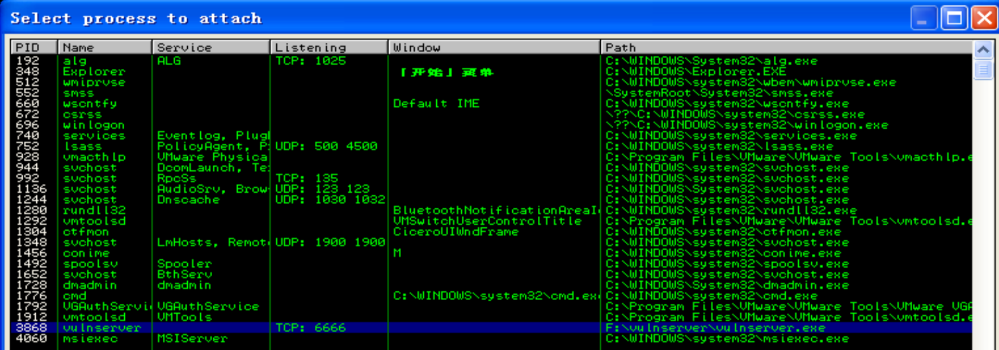 Select process to attach
PID Name Service Listening Window Path
192 alg ALG TCP: 1025 C:\WINDOWS\System32\alg.exe
348 Explorer 「开始」菜单 C:\WINDOWS\Explorer.EXE
512 wmiprvse C:\WINDOWS\system32\wbem\wmiprvse.exe
552 smss \SystemRoot\System32\smss.exe
660 wscntfy Default IME C:\WINDOWS\system32\wscntfy.exe
672 csrss \??\C:\WINDOWS\system32\csrss.exe
696 winlogon \??\C:\WINDOWS\system32\winlogon.exe
740 services Eventlog, Plug C:\WINDOWS\system32\services.exe
752 lsass PolicyAgent, P UDP: 500 4500 C:\WINDOWS\system32\lsass.exe
928 vmacthlp VMware Physica C:\Program Files\VMware\VMware Tools\vmacthlp.e
944 svchost DcomLaunch, Te C:\WINDOWS\system32\svchost.exe
992 svchost RpcSs TCP: 135 C:\WINDOWS\system32\svchost.exe
1136 svchost AudioSrv, Brow UDP: 123 123 C:\WINDOWS\System32\svchost.exe
1244 svchost Dnscache UDP: 1030 1032 C:\WINDOWS\system32\svchost.exe
1280 rundll32 BluetoothNotificationAreaI C:\WINDOWS\system32\rundll32.exe
1292 vmtoolsd VMSwitchUserControlTitle C:\Program Files\VMware\VMware Tools\vmtoolsd.e
1304 ctfmon CiceroUIWndFrame C:\WINDOWS\system32\ctfmon.exe
1348 svchost LmHosts, Remot UDP: 1900 1900 C:\WINDOWS\system32\svchost.exe
1456 conime M C:\WINDOWS\system32\conime.exe
1492 spoolsv Spooler C:\WINDOWS\system32\spoolsv.exe
1652 svchost BthServ C:\WINDOWS\system32\svchost.exe
1728 dmadmin dmadmin C:\WINDOWS\System32\dmadmin.exe
1776 cmd C:\WINDOWS\system32\cmd.ex C:\WINDOWS\system32\cmd.exe
1792 VGAuthServi VGAuthService C:\Program Files\VMware\VMware Tools\VMware VGA
1912 vmtoolsd VMTools C:\Program Files\VMware\VMware Tools\vmtoolsd.e
3868 vulnserver TCP: 6666 F:\vulnserver\vulnserver.exe
4060 msiexec MSIServer C:\WINDOWS\system32\msiexec.exe